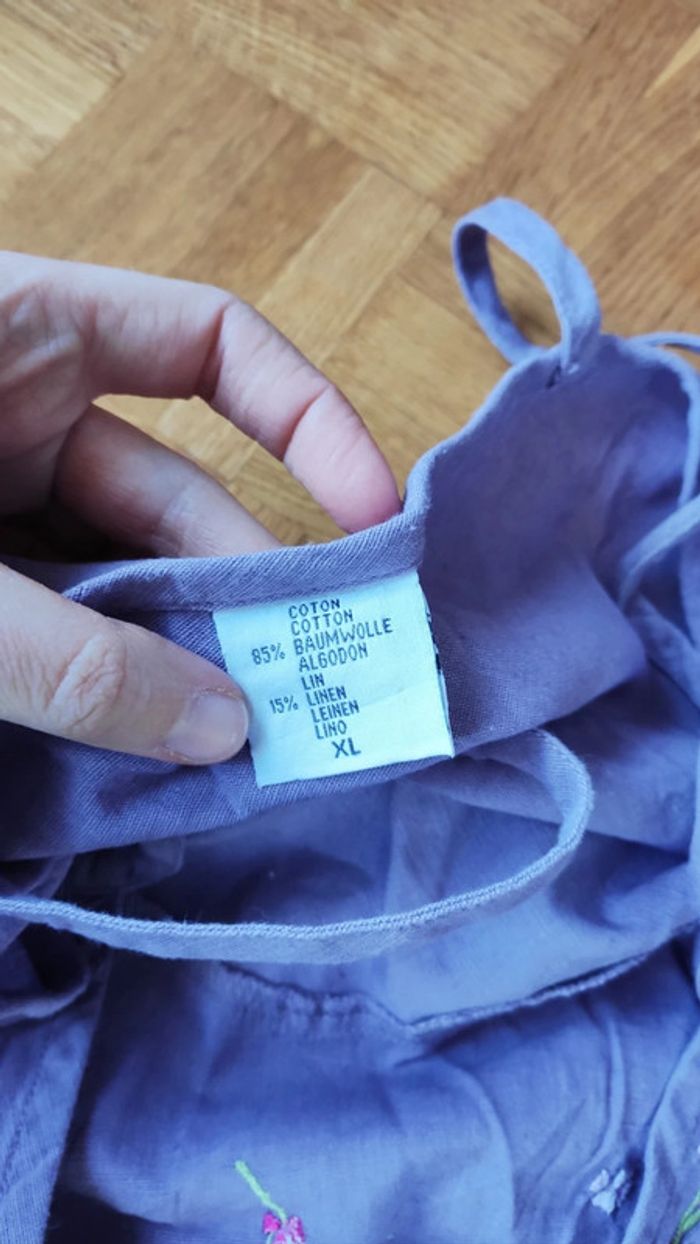 COTON
COTTON
85% BAUMWOLLE
ALGODON
LIN
15% LINEN
LEINEN
LINO
XL